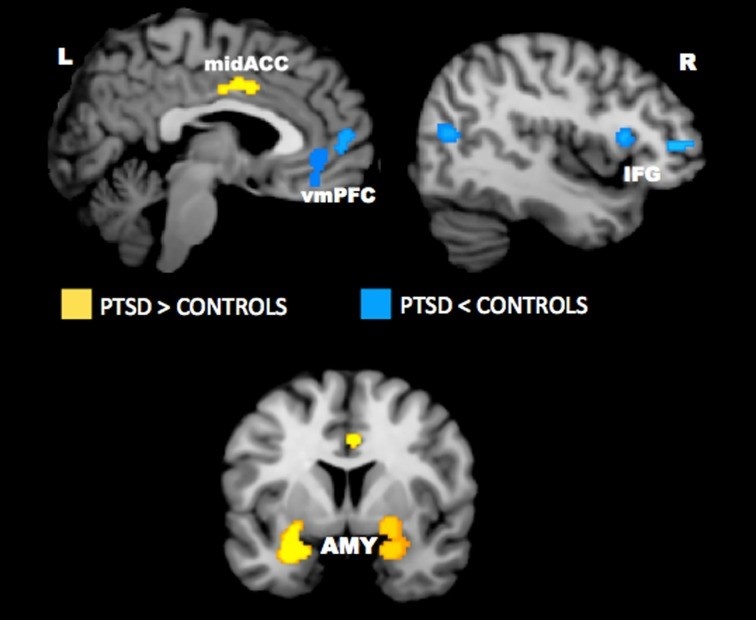 L
midACC
R
IFG
vmPFC
PTSD > CONTROLS
PTSD < CONTROLS
AMY